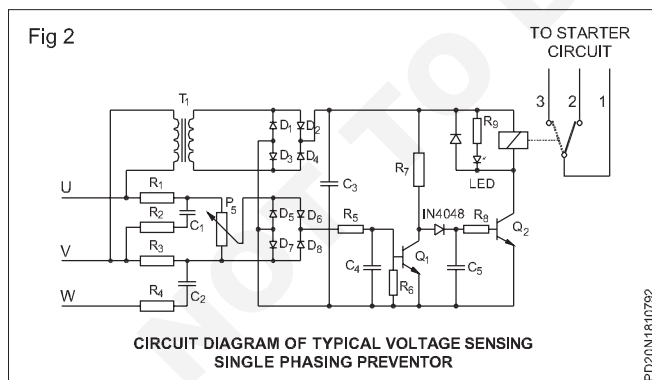 Fig 2
TO STARTER
CIRCUIT
3 2 1
T1
D1 D2
D3 D4
R9
LED
U
R1
P5
R2
C1
V
R3
D5 D6
D7 D8
C3
R7
R5
IN4048
R8
Q2
Q1
C4
R6
C5
W
R4
C2
CIRCUIT DIAGRAM OF TYPICAL VOLTAGE SENSING
SINGLE PHASING PREVENTOR
PD20N1810792
NOT TO